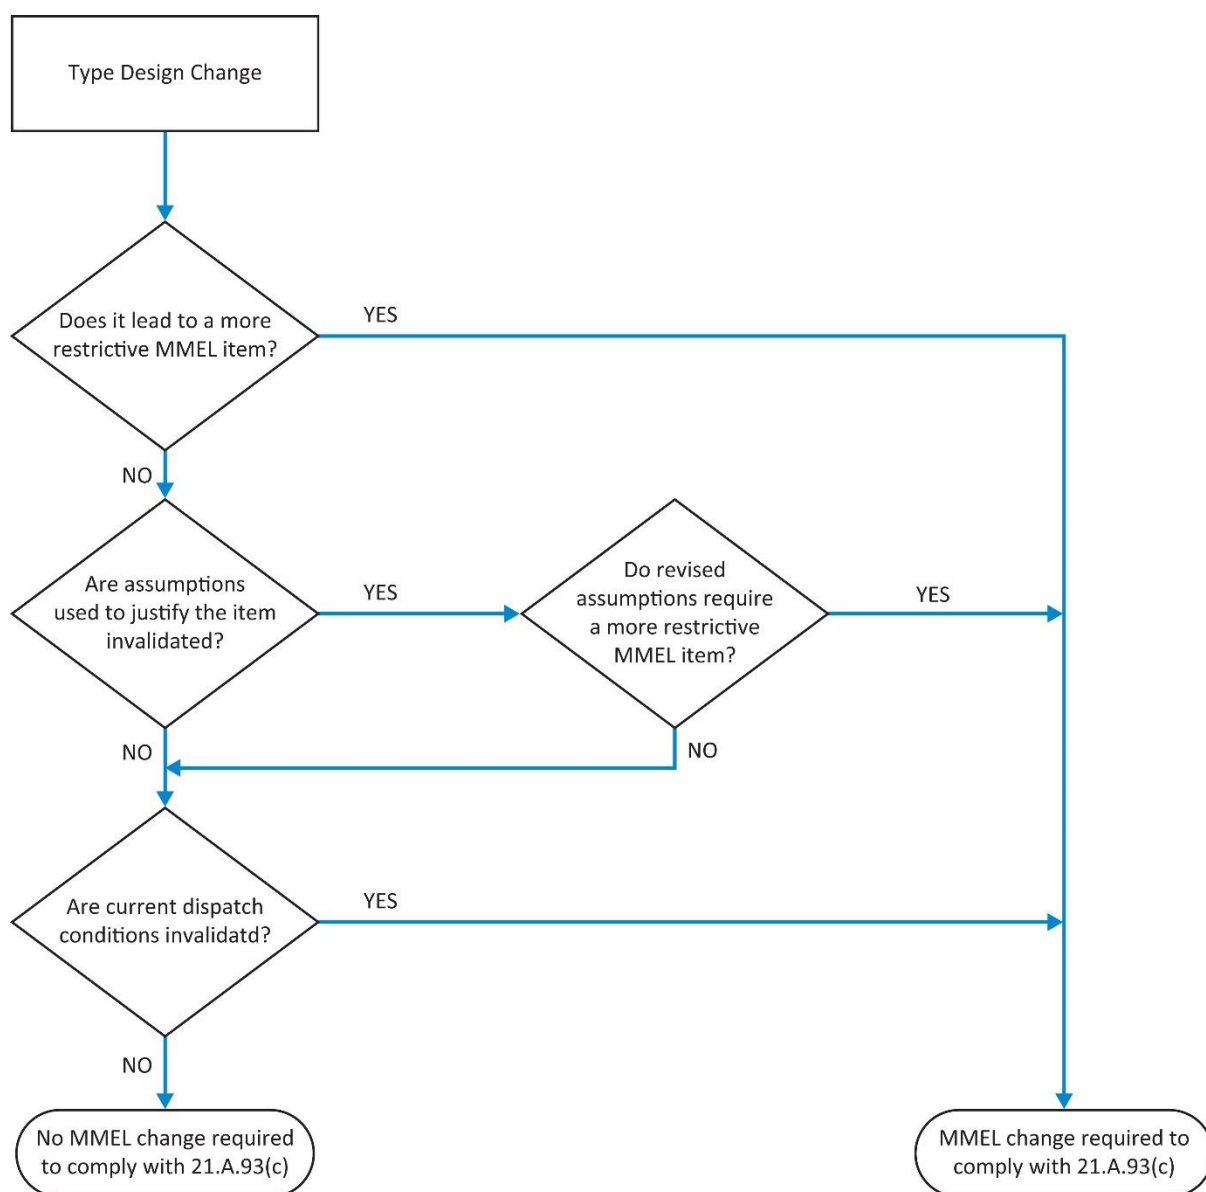 Type Design Change
Does it lead to a more
restrictive MMEL item?
YES
NO
Are assumptions
used to justify the item
invalidated?
YES
Do revised
assumptions require
a more restrictive
MMEL item?
YES
NO
NO
Are current dispatch
conditions invalidatd?
YES
NO
No MMEL change required
to comply with 21.A.93(c)
MMEL change required to
comply with 21.A.93(c)